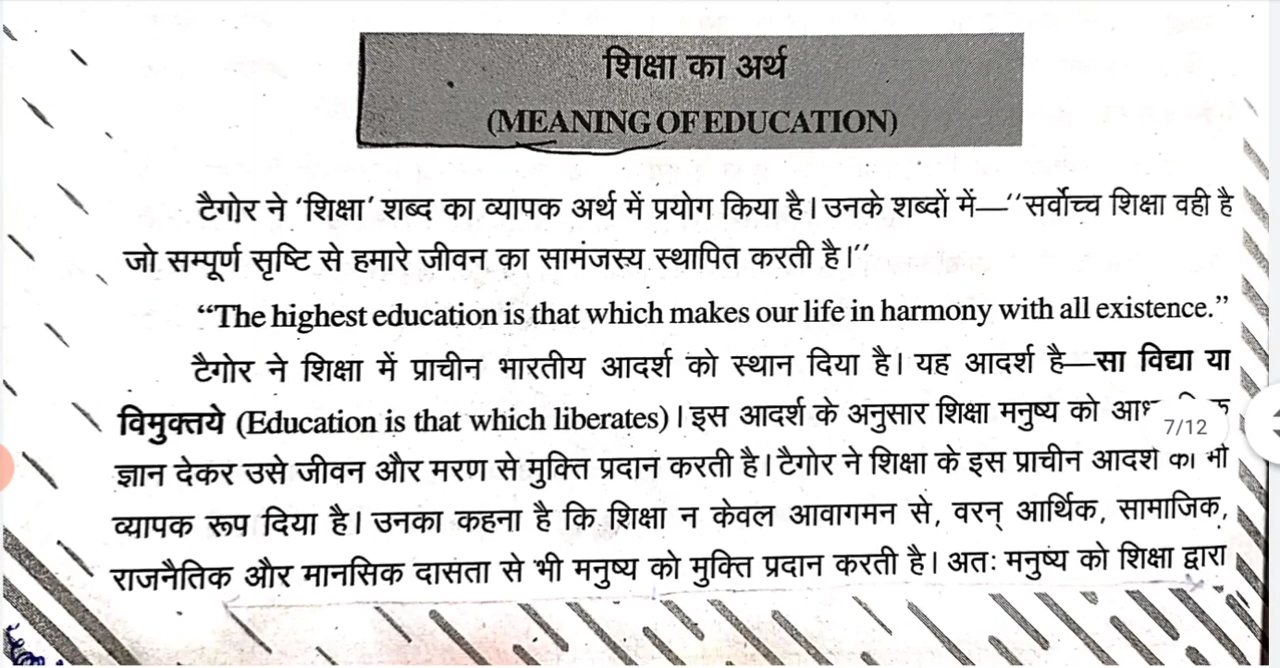 शिक्षा का अर्थ
(MEANING OF EDUCATION)
टैगोर ने ‘शिक्षा’ शब्द का व्यापक अर्थ में प्रयोग किया है। उनके शब्दों में—‘‘सर्वोच्च शिक्षा वही है
जो सम्पूर्ण सृष्टि से हमारे जीवन का सामंजस्य स्थापित करती है।’’
“The highest education is that which makes our life in harmony with all existence.”
टैगोर ने शिक्षा में प्राचीन भारतीय आदर्श को स्थान दिया है। यह आदर्श है—सा विद्या या
विमुक्तये (Education is that which liberates)। इस आदर्श के अनुसार शिक्षा मनुष्य को
7/12
ज्ञान देकर उसे जीवन और मरण से मुक्ति प्रदान करती है। टैगोर ने शिक्षा के इस प्राचीन आदर्श को भी
व्यापक रूप दिया है। उनका कहना है कि शिक्षा न केवल आवागमन से, वरन् आर्थिक, सामाजिक,
राजनैतिक और मानसिक दासता से भी मनुष्य को मुक्ति प्रदान करती है। अतः मनुष्य को शिक्षा द्वारा